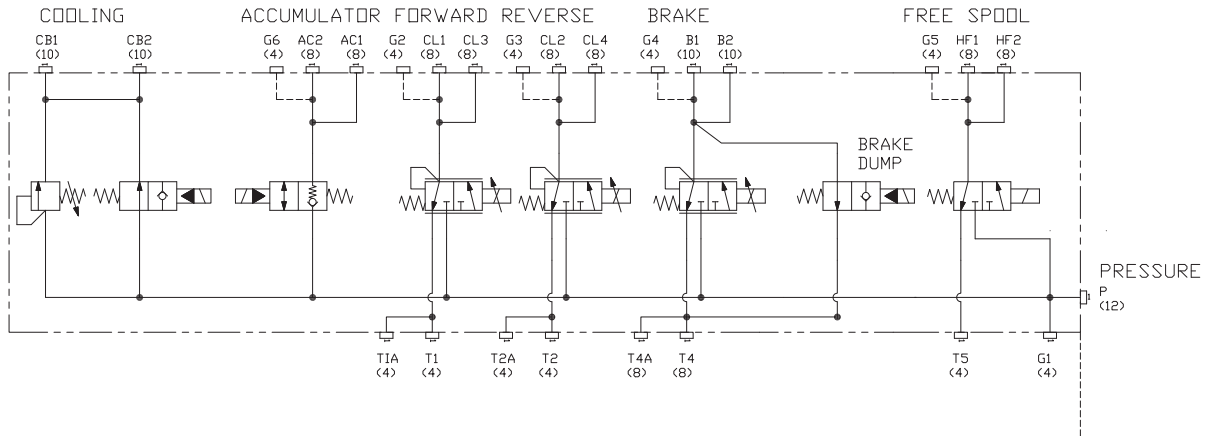 COOLING
ACCUMULATOR FORWARD REVERSE
BRAKE
FREE SPOOL
CB1
(10)
CB2
(10)
G6
(4)
AC2
(8)
AC1
(8)
G2
(4)
CL1
(8)
CL3
(8)
G3
(4)
CL2
(8)
CL4
(8)
G4
(4)
B1
(10)
B2
(10)
G5
(4)
HF1
(8)
HF2
(8)
BRAKE
DUMP
PRESSURE
P
(12)
T1A
(4)
T1
(4)
T2A
(4)
T2
(4)
T4A
(8)
T4
(8)
T5
(4)
G1
(4)